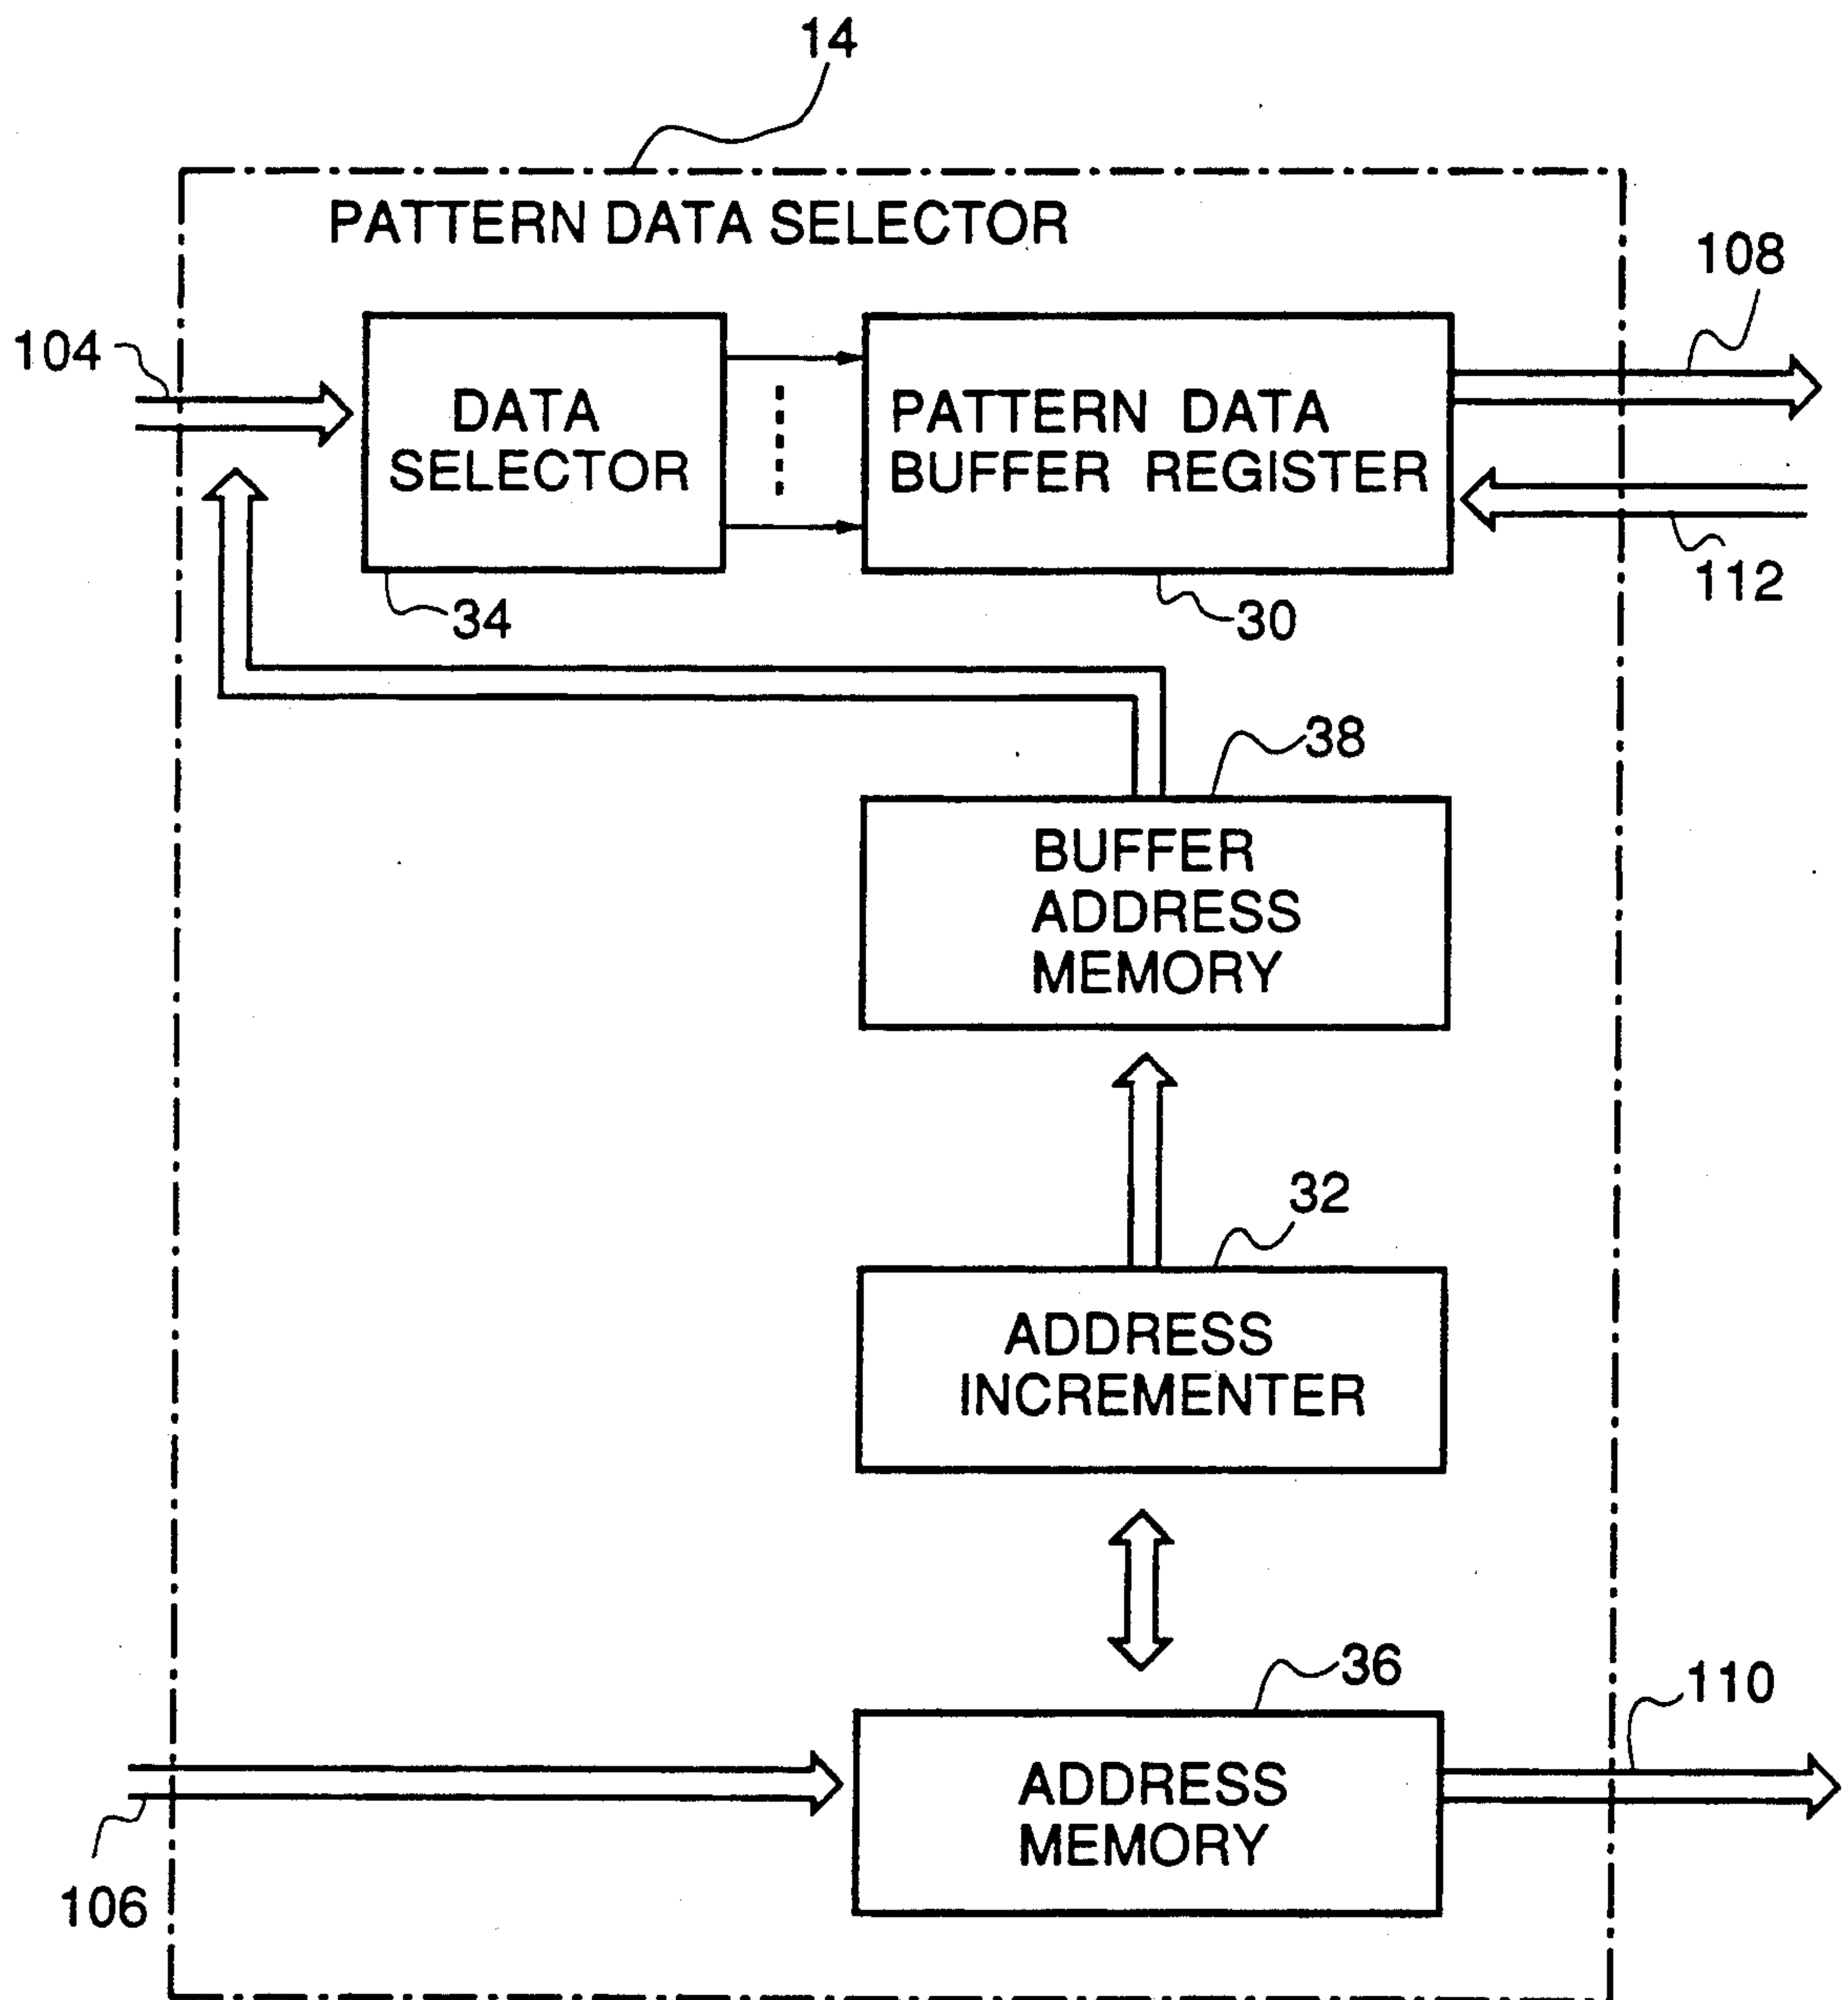 14
PATTERN DATA SELECTOR
108
104
DATA
SELECTOR
PATTERN DATA
BUFFER REGISTER
112
34
30
38
BUFFER
ADDRESS
MEMORY
32
ADDRESS
INCREMENTER
36
110
ADDRESS
MEMORY
106